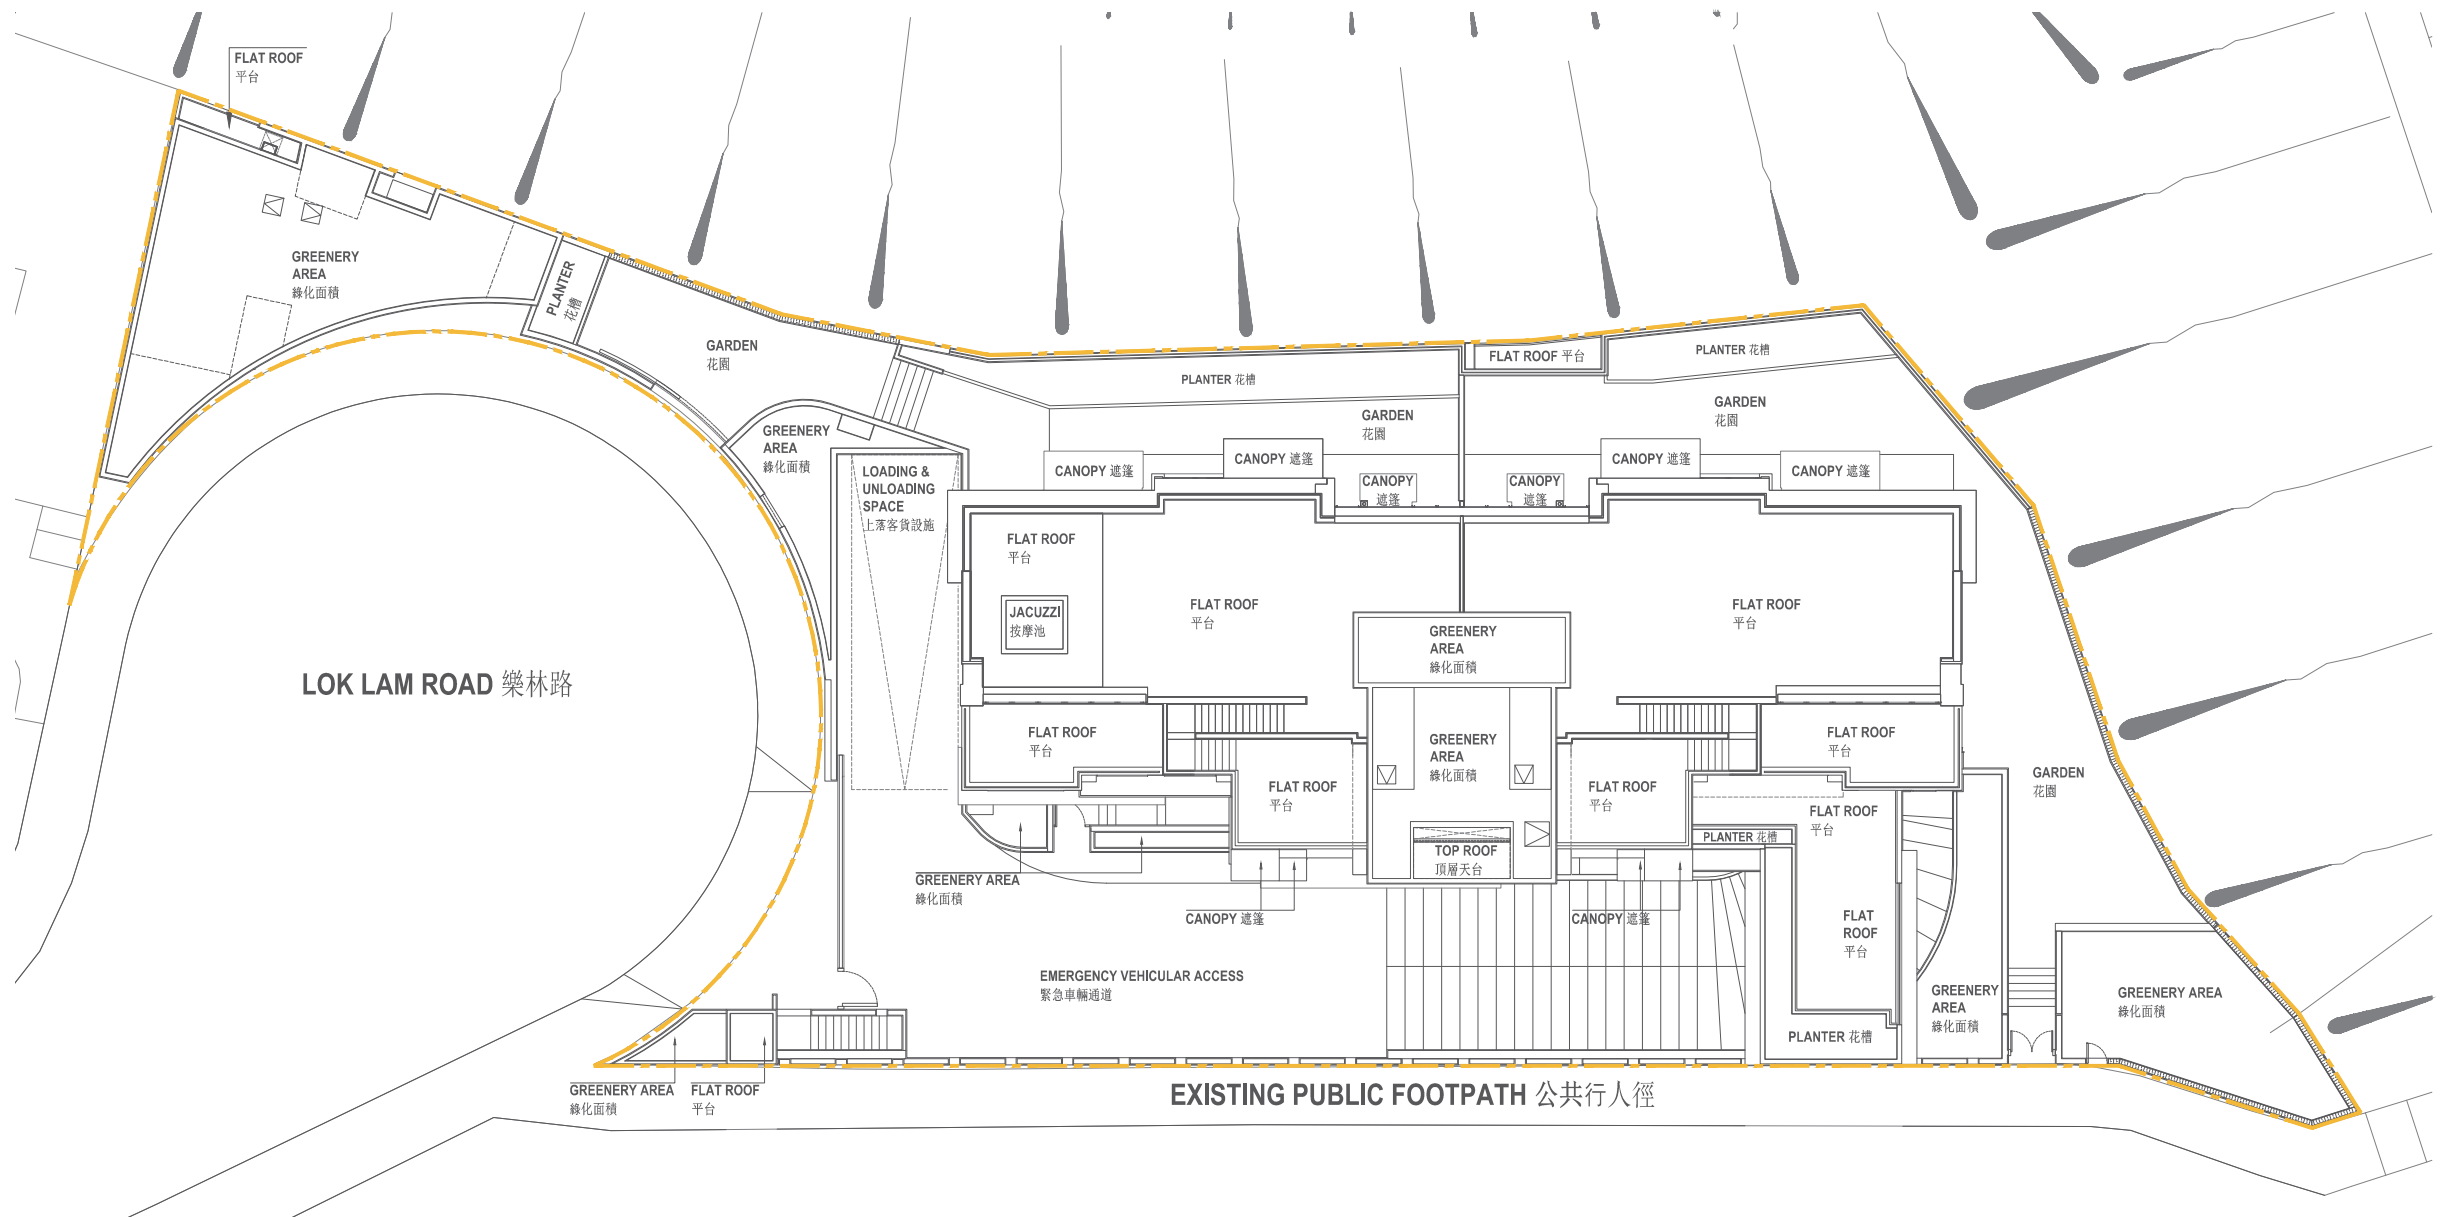 FLAT ROOF
平台
GREENERY
AREA
綠化面積
PLANTER
花槽
GARDEN
花園
GREENERY
AREA
綠化面積
LOADING &
UNLOADING
SPACE
上落客貨設施
PLANTER 花槽
FLAT ROOF 平台
PLANTER 花槽
GARDEN
花園
GARDEN
花園
CANOPY 遮篷
CANOPY 遮篷
CANOPY
遮篷
CANOPY
遮篷
CANOPY 遮篷
CANOPY 遮篷
FLAT ROOF
平台
JACUZZI
按摩池
FLAT ROOF
平台
FLAT ROOF
平台
GREENERY
AREA
綠化面積
LOK LAM ROAD 樂林路
FLAT ROOF
平台
GREENERY
AREA
綠化面積
FLAT ROOF
平台
FLAT ROOF
平台
FLAT ROOF
平台
GARDEN
花園
FLAT ROOF
平台
PLANTER 花槽
TOP ROOF
頂層天台
GREENERY AREA
綠化面積
CANOPY 遮篷
CANOPY 遮篷
FLAT
ROOF
平台
EMERGENCY VEHICULAR ACCESS
緊急車輛通道
GREENERY
AREA
綠化面積
GREENERY AREA
綠化面積
PLANTER 花槽
GREENERY AREA
綠化面積
FLAT ROOF
平台
EXISTING PUBLIC FOOTPATH 公共行人徑